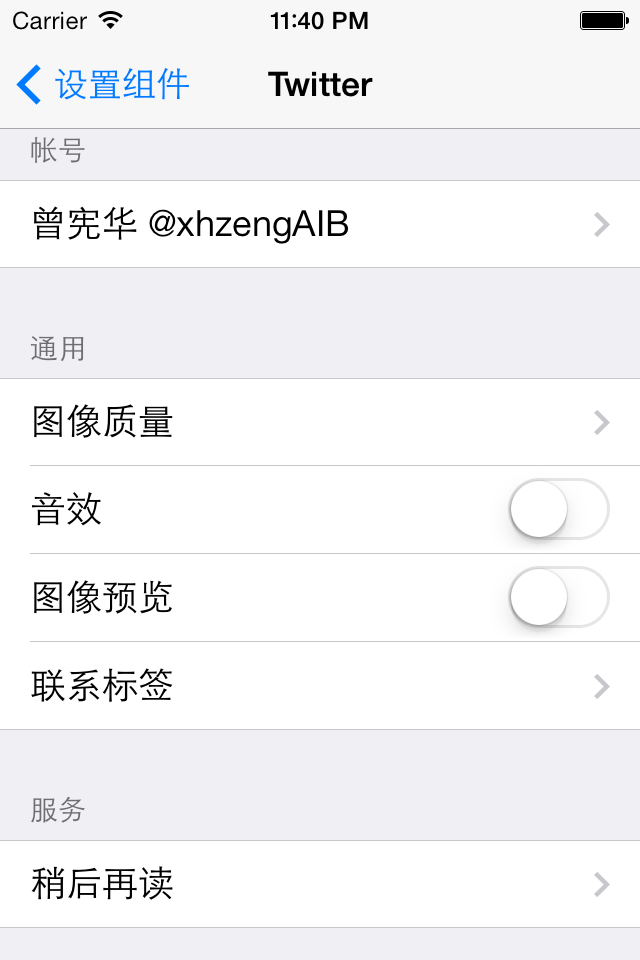 Carrier 11:40 PM
设置组件 Twitter
帐号
曾宪华 @xhzengAIB
通用
图像质量
音效
图像预览
联系标签
服务
稍后再读